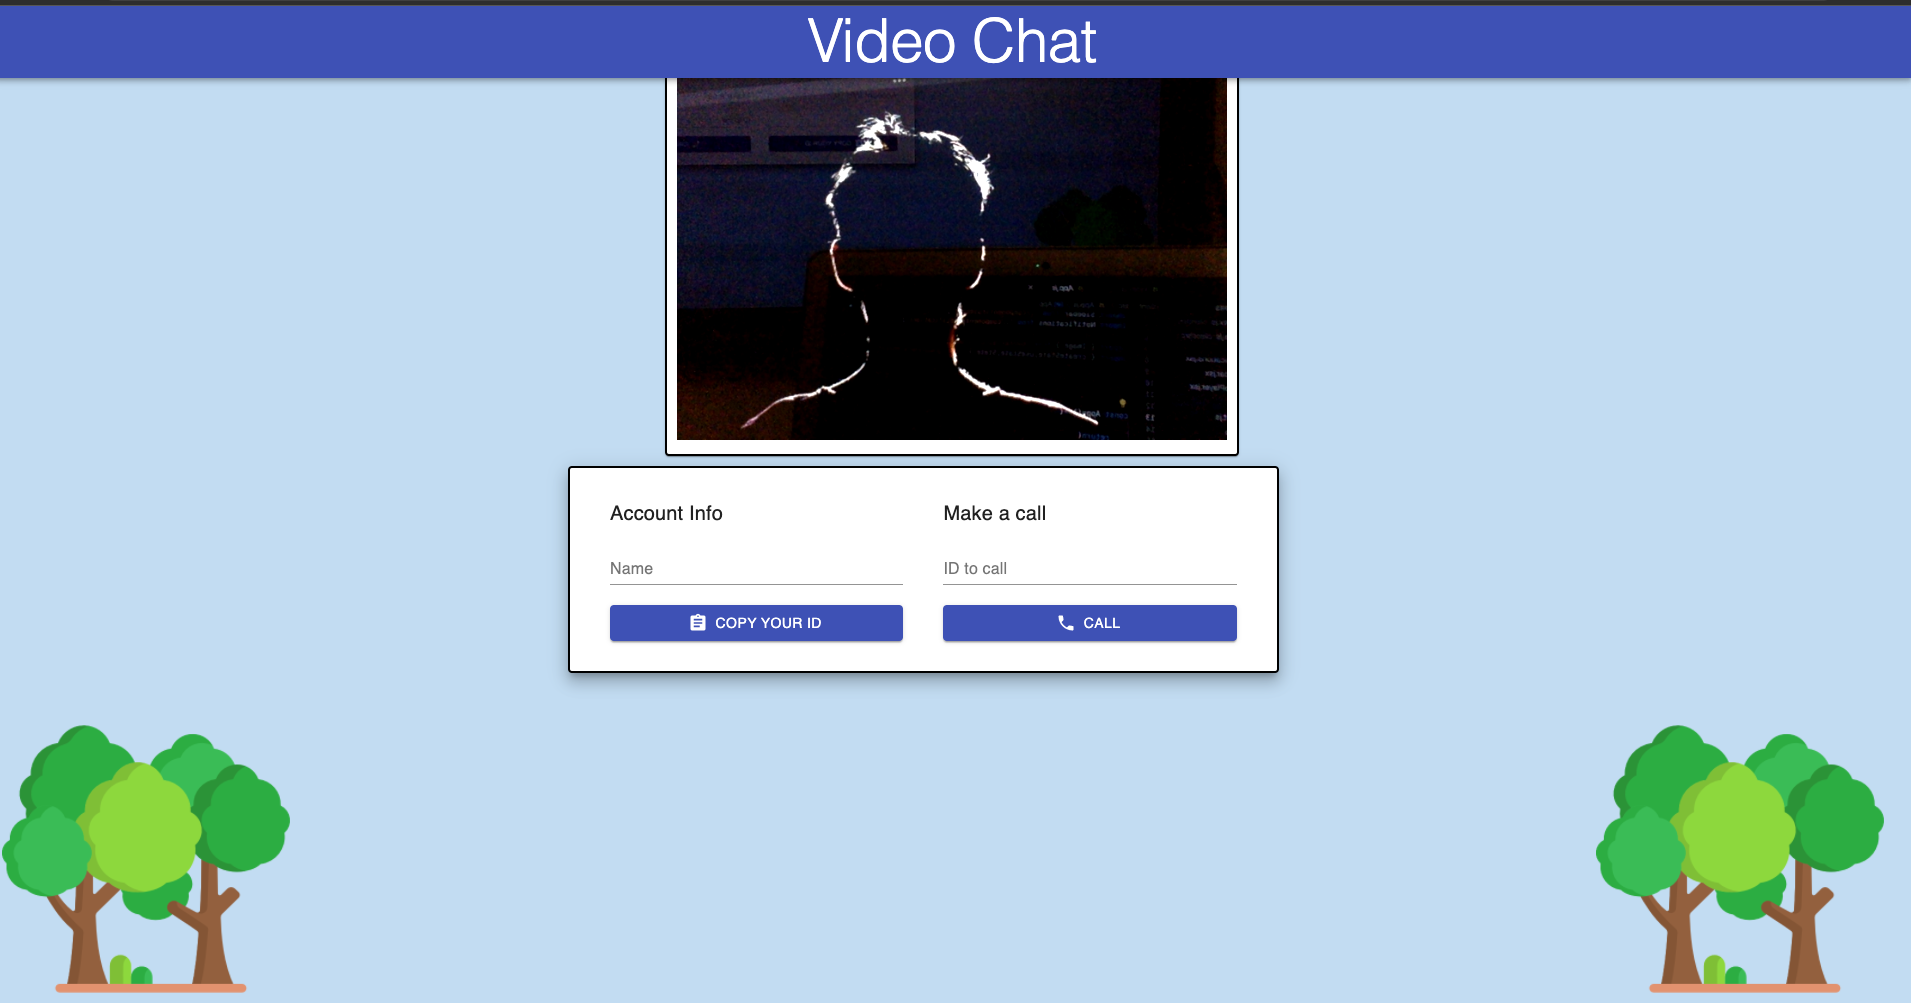 Video Chat
Account Info
Make a call
Name
ID to call
COPY YOUR ID
CALL